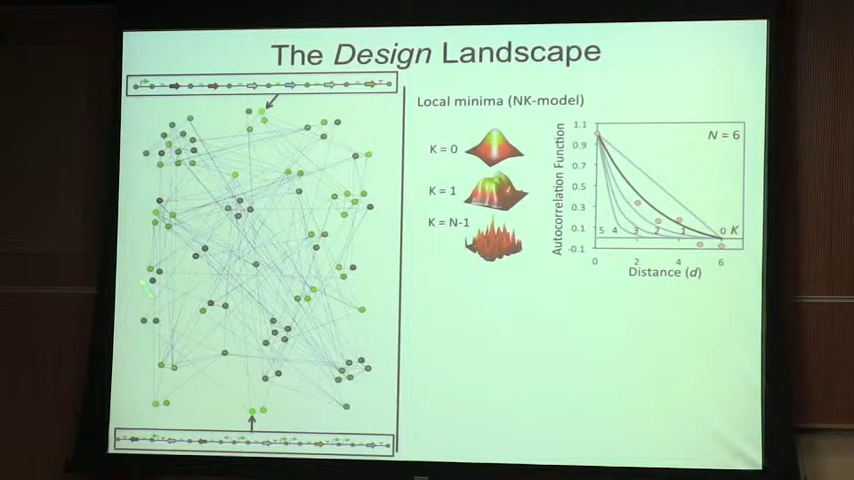 The Design Landscape
Local minima (NK-model)
K = 0
K = 1
K = N-1
Autocorrelation Function
1.1
0.9
0.7
0.5
0.3
0.1
-0.1
N = 6
5 4 3 2 1 0 K
0 2 4 6
Distance (d)